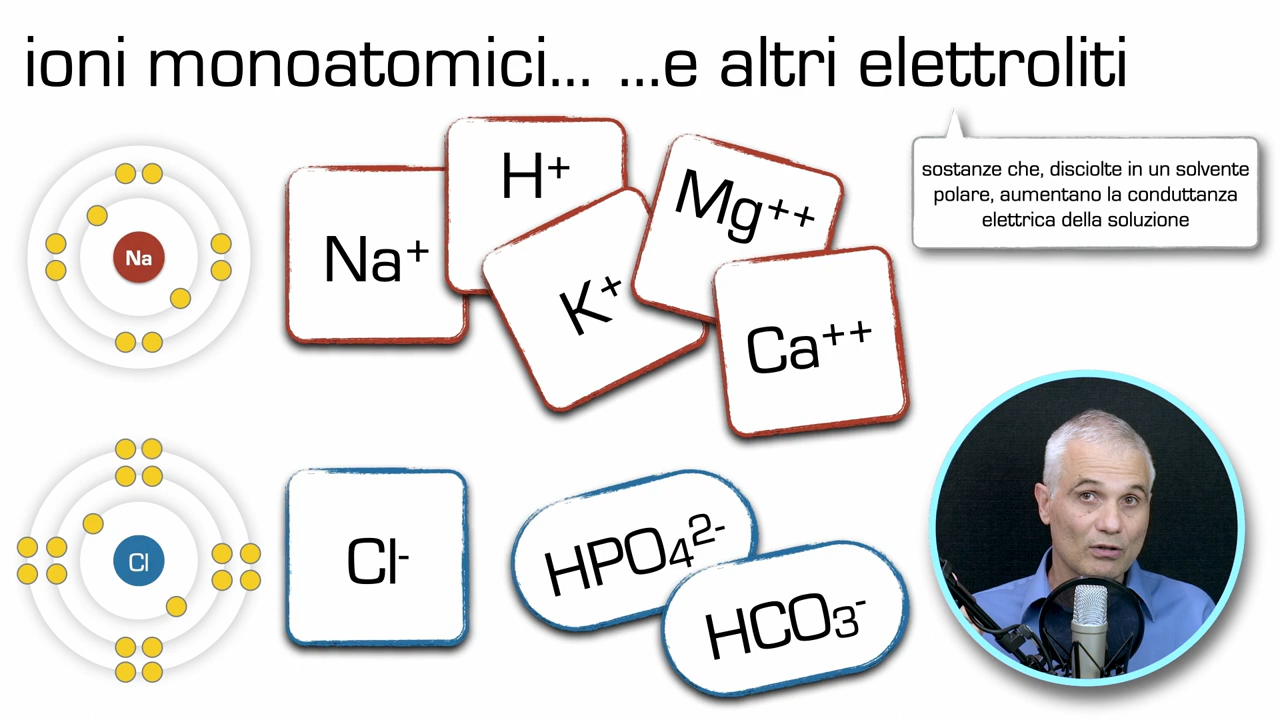 ioni monoatomici... ...e altri elettroliti
sostanze che, disciolte in un solvente
polare, aumentano la conduttanza
elettrica della soluzione
Na
Na⁺
H⁺
K⁺
Mg⁺⁺
Ca⁺⁺
Cl
Cl⁻
HPO₄²⁻
HCO₃⁻